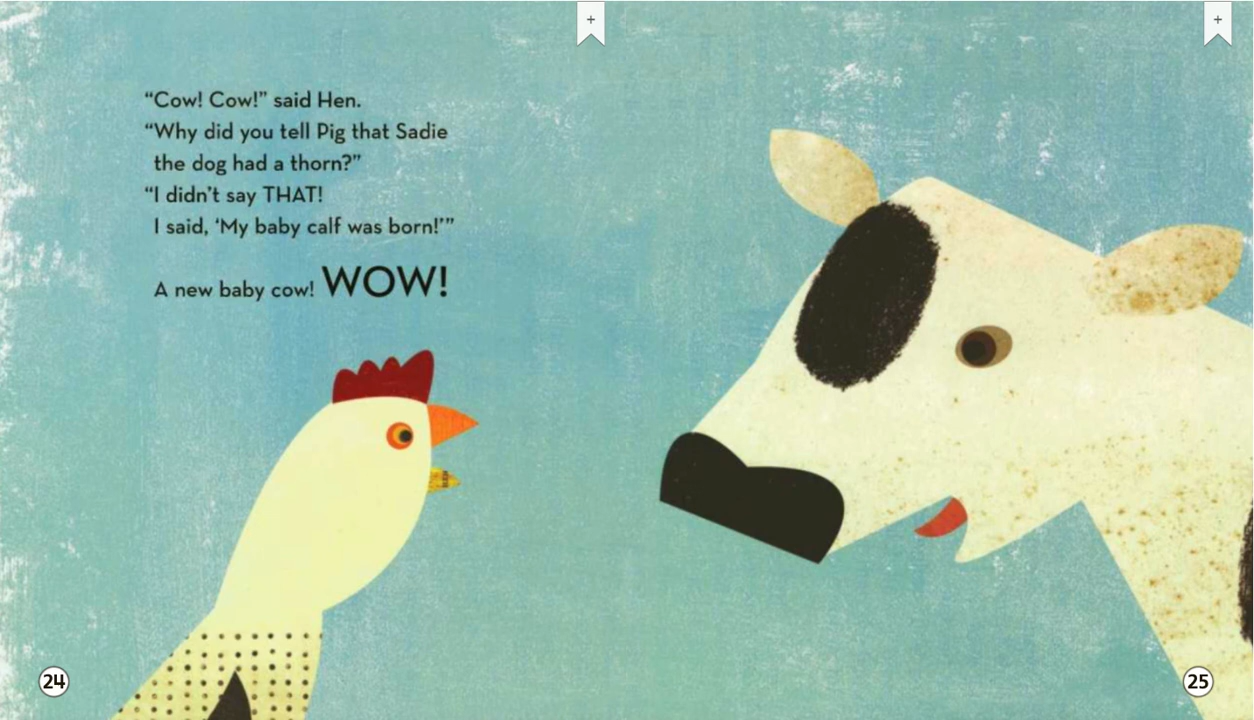 “Cow! Cow!” said Hen.
“Why did you tell Pig that Sadie
the dog had a thorn?”
“I didn’t say THAT!
I said, ‘My baby calf was born!’”
A new baby cow! WOW!
24
25